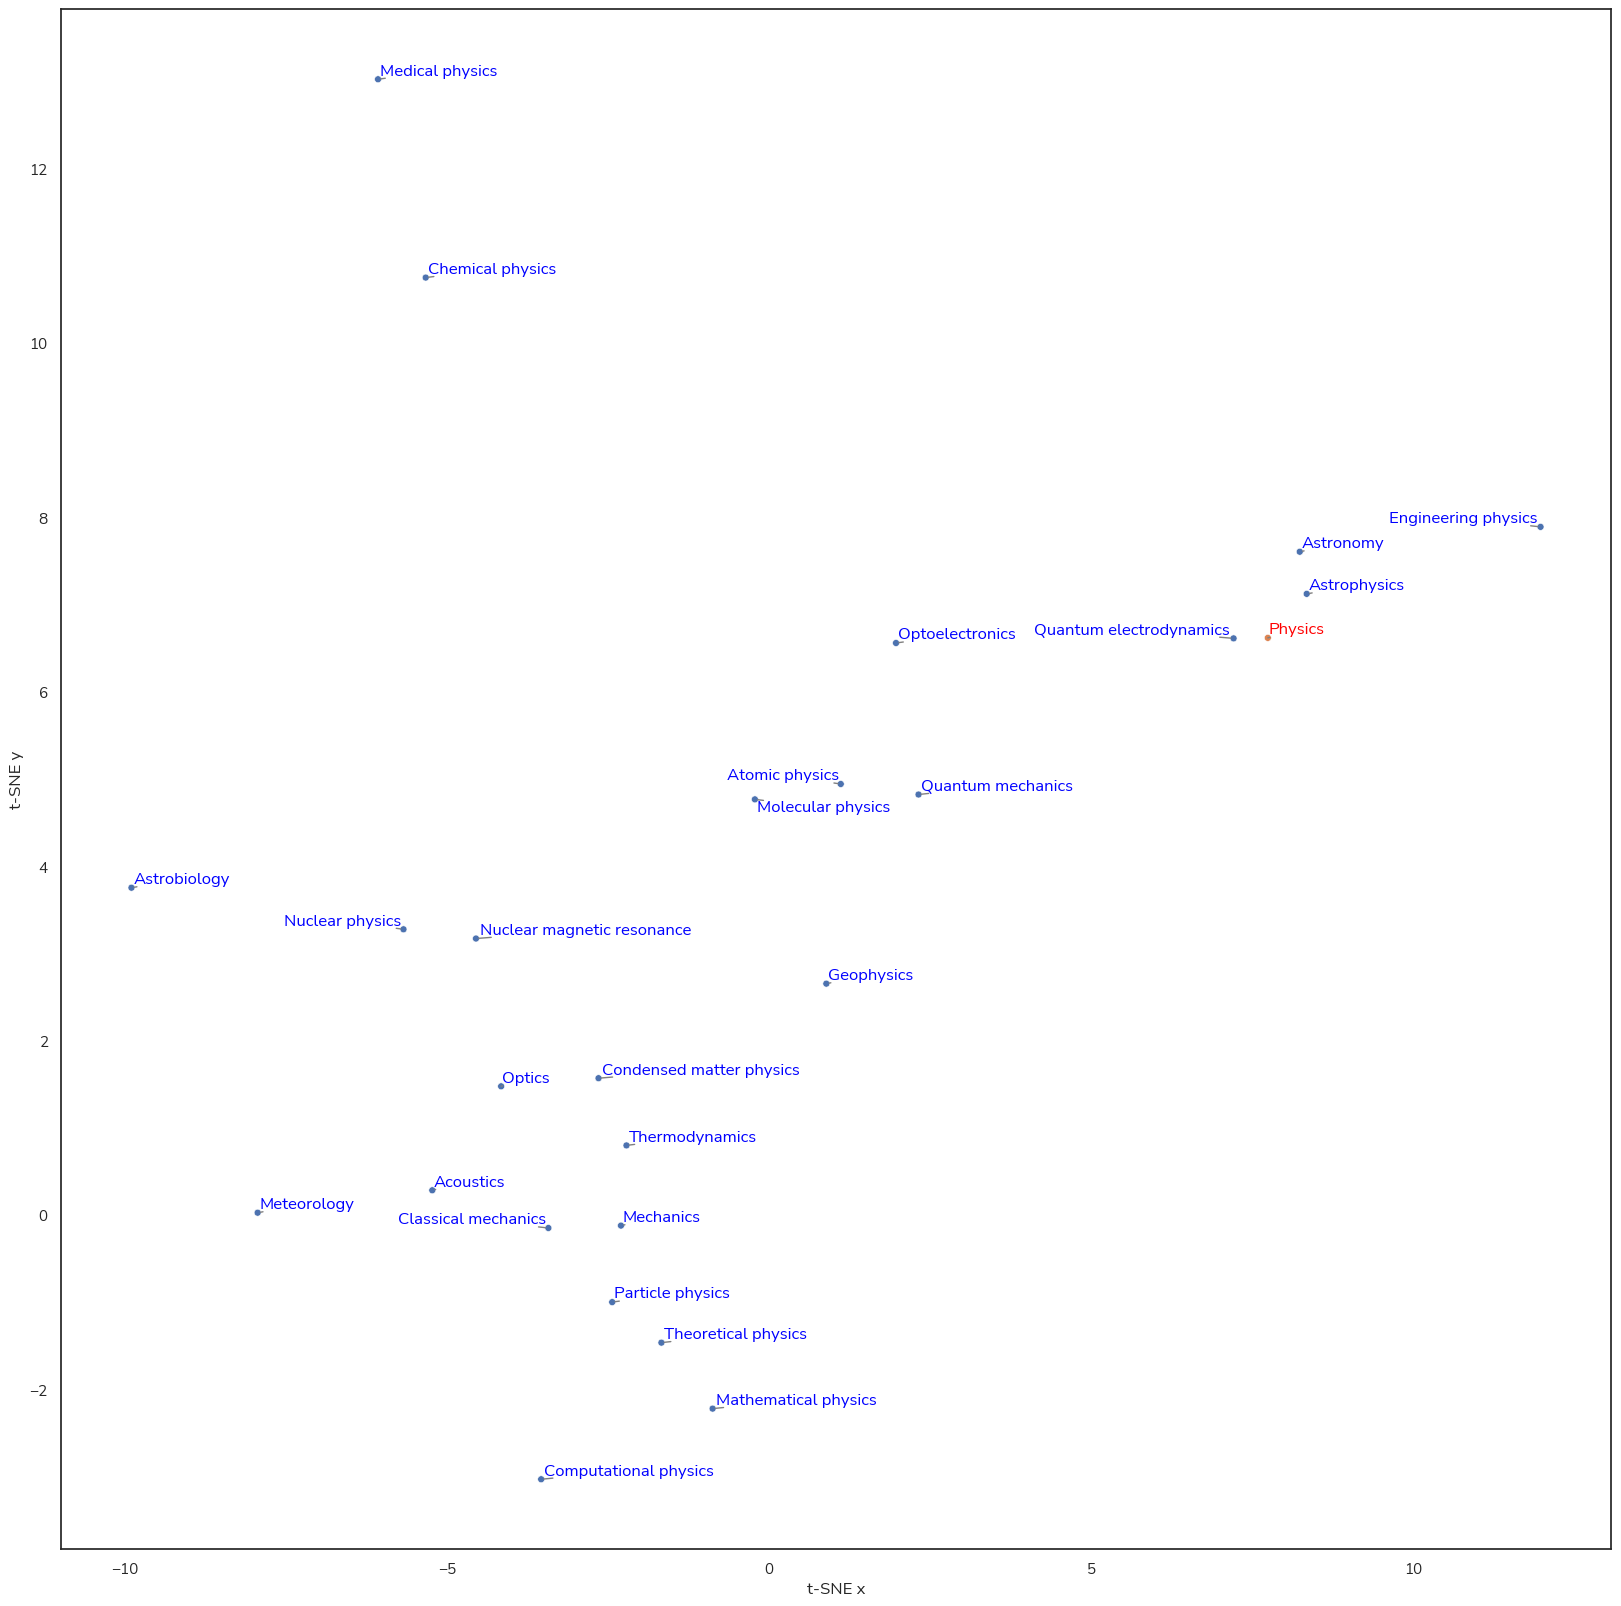 Medical physics
12
Chemical physics
10
8
Engineering physics
Astronomy
Astrophysics
Optoelectronics
Quantum electrodynamics
Physics
6
t-SNE y
Atomic physics
Quantum mechanics
Molecular physics
4
Astrobiology
Nuclear physics
Nuclear magnetic resonance
Geophysics
2
Condensed matter physics
Optics
Thermodynamics
Acoustics
Meteorology
0
Classical mechanics
Mechanics
Particle physics
Theoretical physics
−2
Mathematical physics
Computational physics
−10
−5
0
5
10
t-SNE x